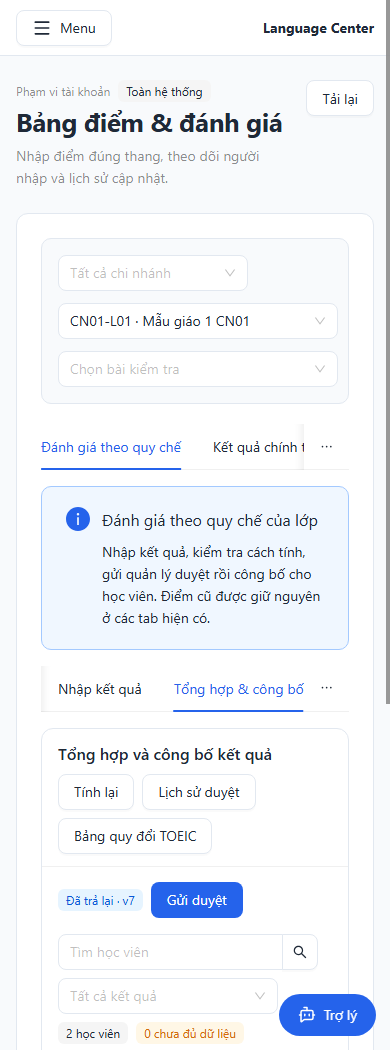 Menu
Language Center
Phạm vi tài khoản Toàn hệ thống
Tải lại
Bảng điểm & đánh giá
Nhập điểm đúng thang, theo dõi người
nhập và lịch sử cập nhật.
Tất cả chi nhánh
CN01-L01 · Mẫu giáo 1 CN01
Chọn bài kiểm tra
Đánh giá theo quy chế
Kết quả chính t
Đánh giá theo quy chế của lớp
Nhập kết quả, kiểm tra cách tính,
gửi quản lý duyệt rồi công bố cho
học viên. Điểm cũ được giữ nguyên
ở các tab hiện có.
Nhập kết quả
Tổng hợp & công bố
Tổng hợp và công bố kết quả
Tính lại
Lịch sử duyệt
Bảng quy đổi TOEIC
Đã trả lại · v7
Gửi duyệt
Tìm học viên
Tất cả kết quả
Trợ lý
2 học viên
0 chưa đủ dữ liệu